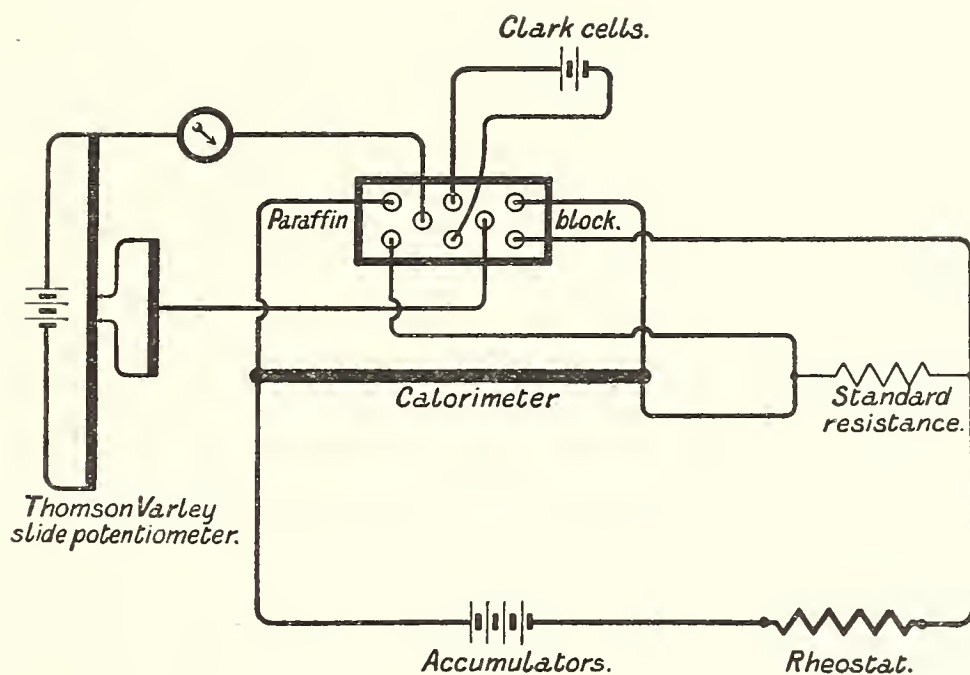 Clark cells.
Paraffin
block.
Calorimeter
Standard
resistance.
Thomson Varley
slide potentiometer.
Accumulators.
Rheostat.